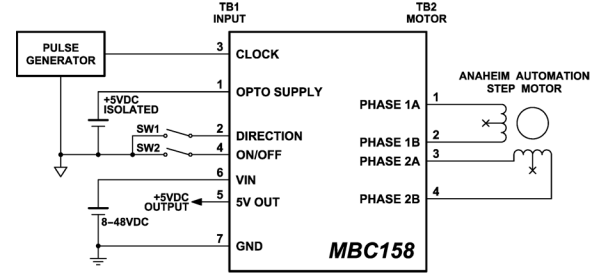 TB1
INPUT
TB2
MOTOR
PULSE
GENERATOR
3
CLOCK
1
OPTO SUPPLY
+5VDC
ISOLATED
SW1
2
DIRECTION
SW2
4
ON/OFF
6
VIN
+5VDC
OUTPUT
5
5V OUT
8–48VDC
7
GND
MBC158
PHASE 1A
1
PHASE 1B
2
PHASE 2A
3
PHASE 2B
4
ANAHEIM AUTOMATION
STEP MOTOR